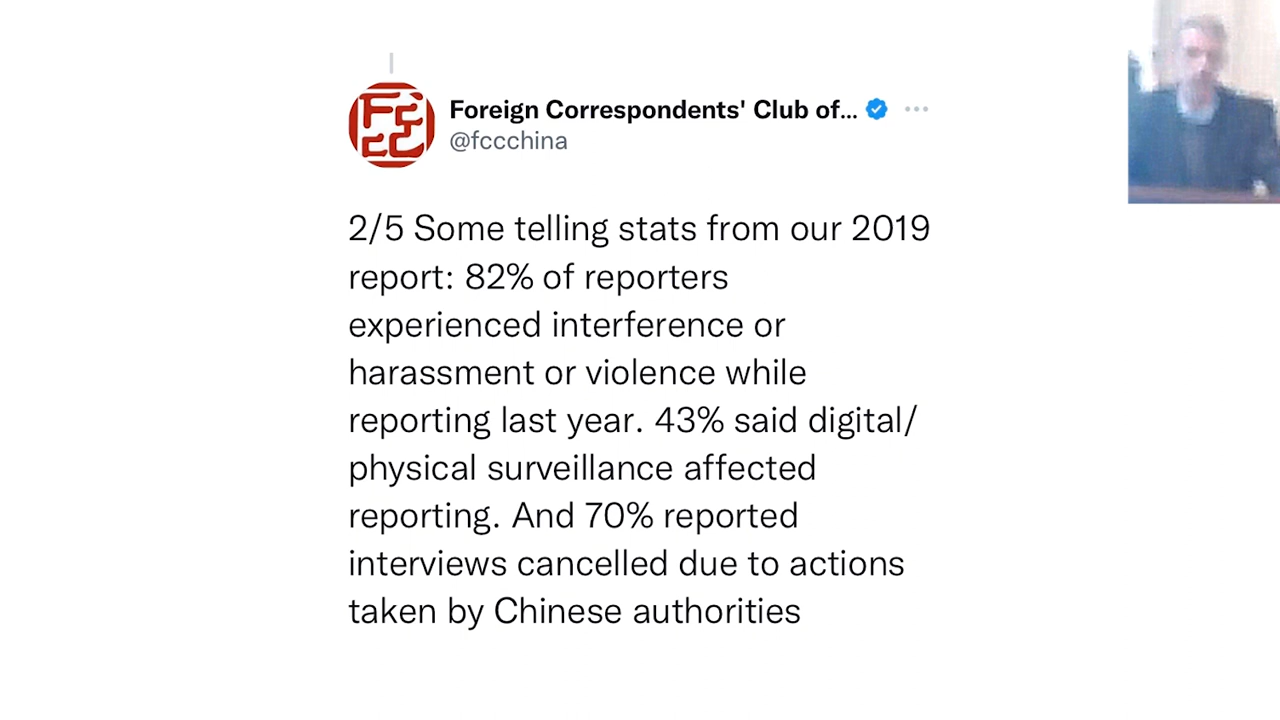 Foreign Correspondents' Club of...
@fccchina
2/5 Some telling stats from our 2019
report: 82% of reporters
experienced interference or
harassment or violence while
reporting last year. 43% said digital/
physical surveillance affected
reporting. And 70% reported
interviews cancelled due to actions
taken by Chinese authorities